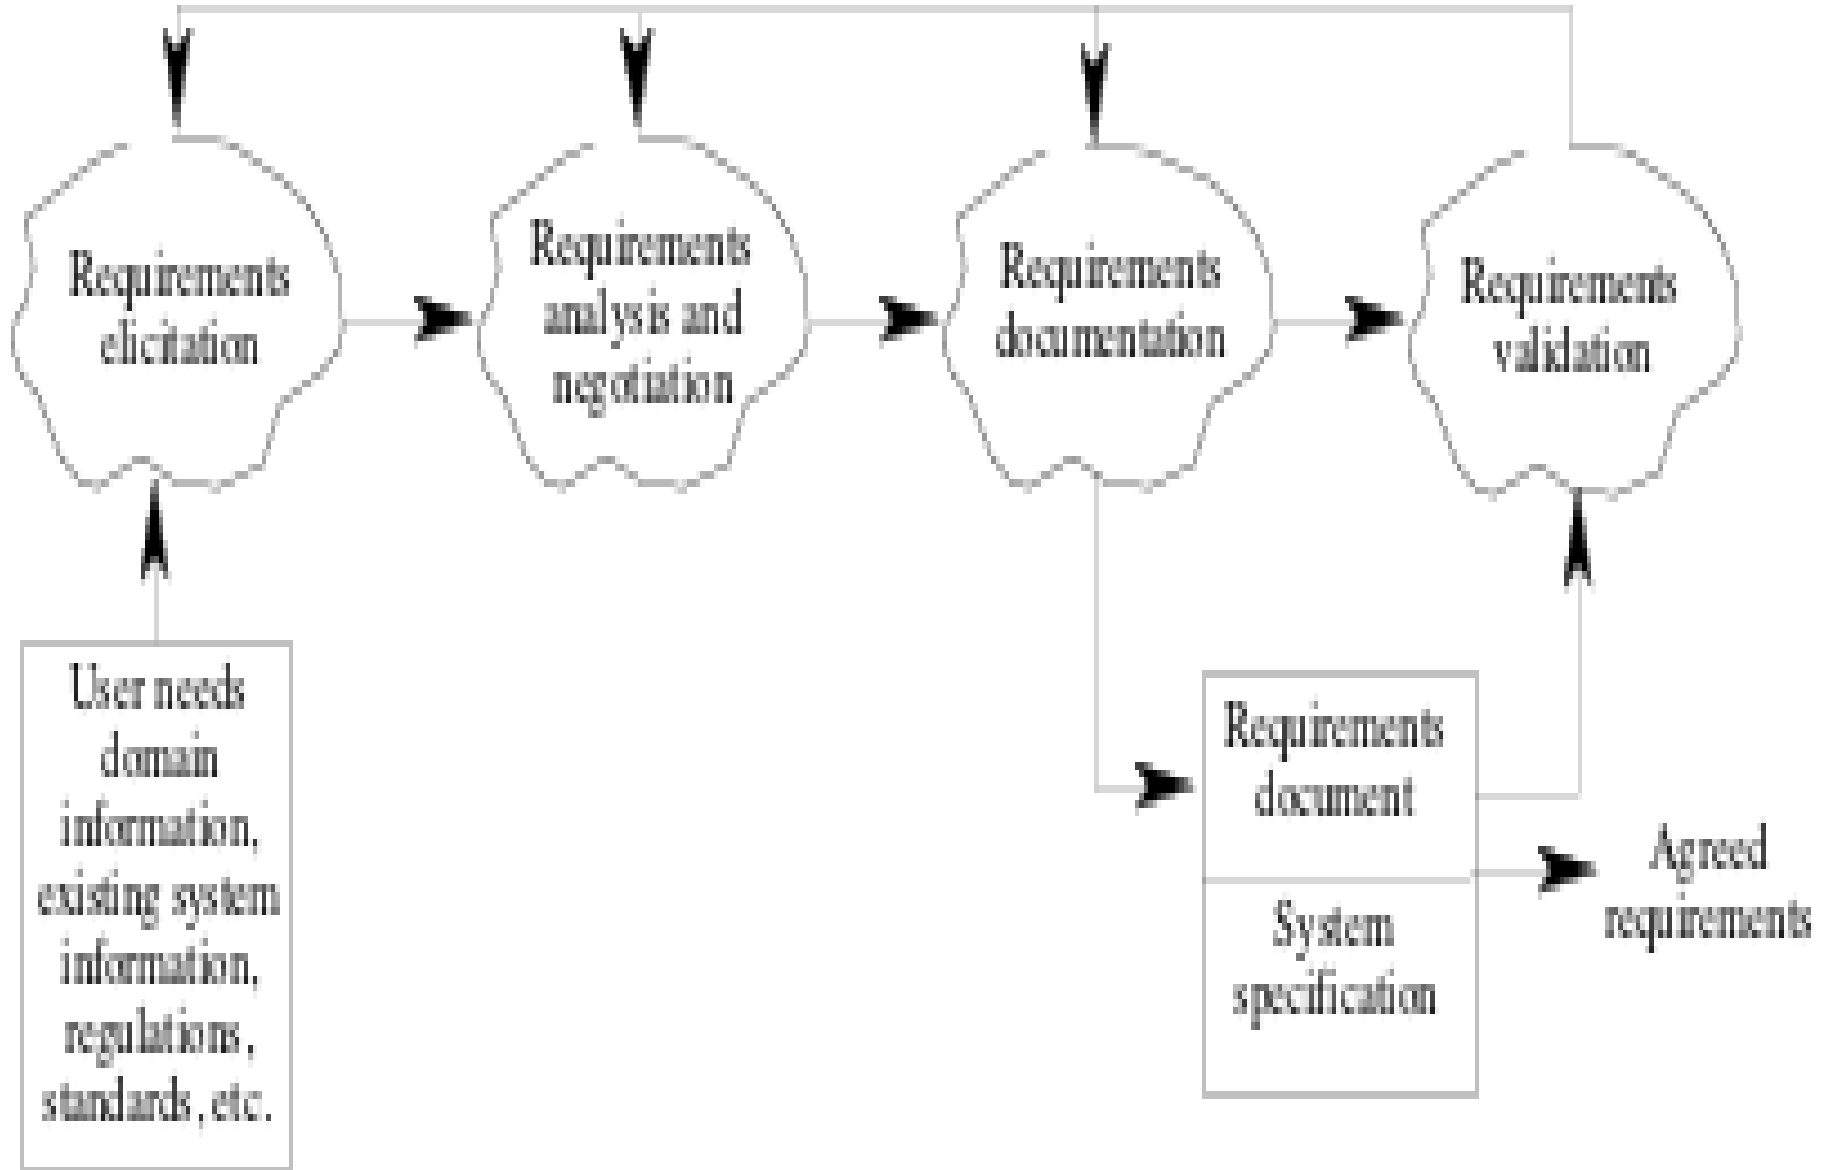 Requirements
elicitation
Requirements
analysis and
negotiation
Requirements
documentation
Requirements
validation
User needs
domain
information,
existing system
information,
regulations,
standards, etc.
Requirements
document
System
specification
Agreed
requirements